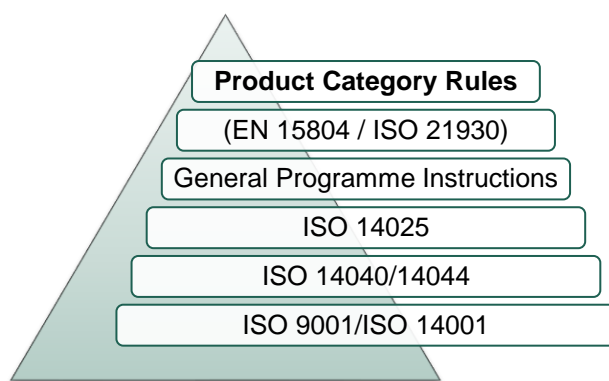 Product Category Rules
(EN 15804 / ISO 21930)
General Programme Instructions
ISO 14025
ISO 14040/14044
ISO 9001/ISO 14001